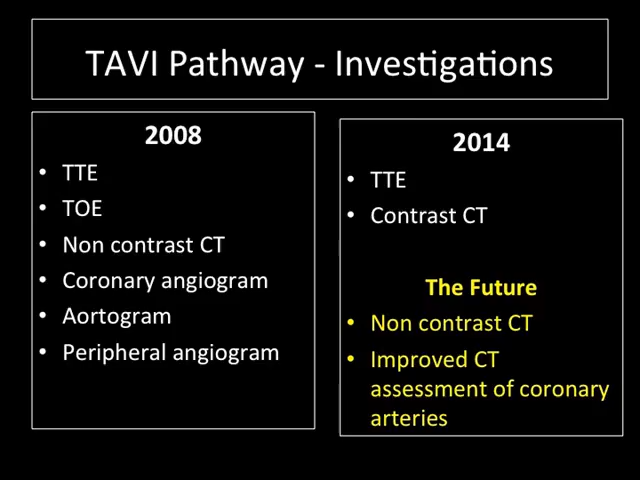 TAVI Pathway - Investigations
2008
• TTE
• TOE
• Non contrast CT
• Coronary angiogram
• Aortogram
• Peripheral angiogram
2014
• TTE
• Contrast CT
The Future
• Non contrast CT
• Improved CT
assessment of coronary
arteries